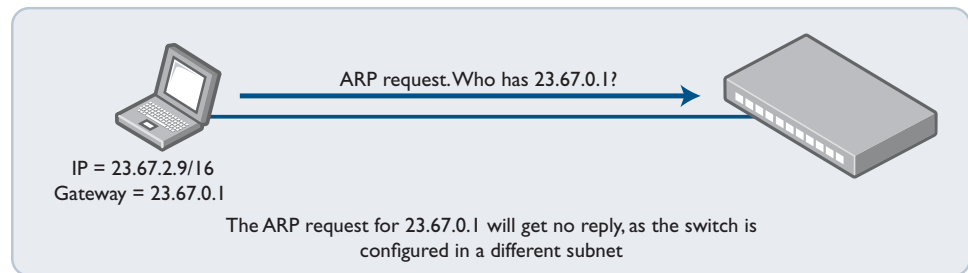 ARP request. Who has 23.67.0.1?
IP = 23.67.2.9/16
Gateway = 23.67.0.1
The ARP request for 23.67.0.1 will get no reply, as the switch is
configured in a different subnet